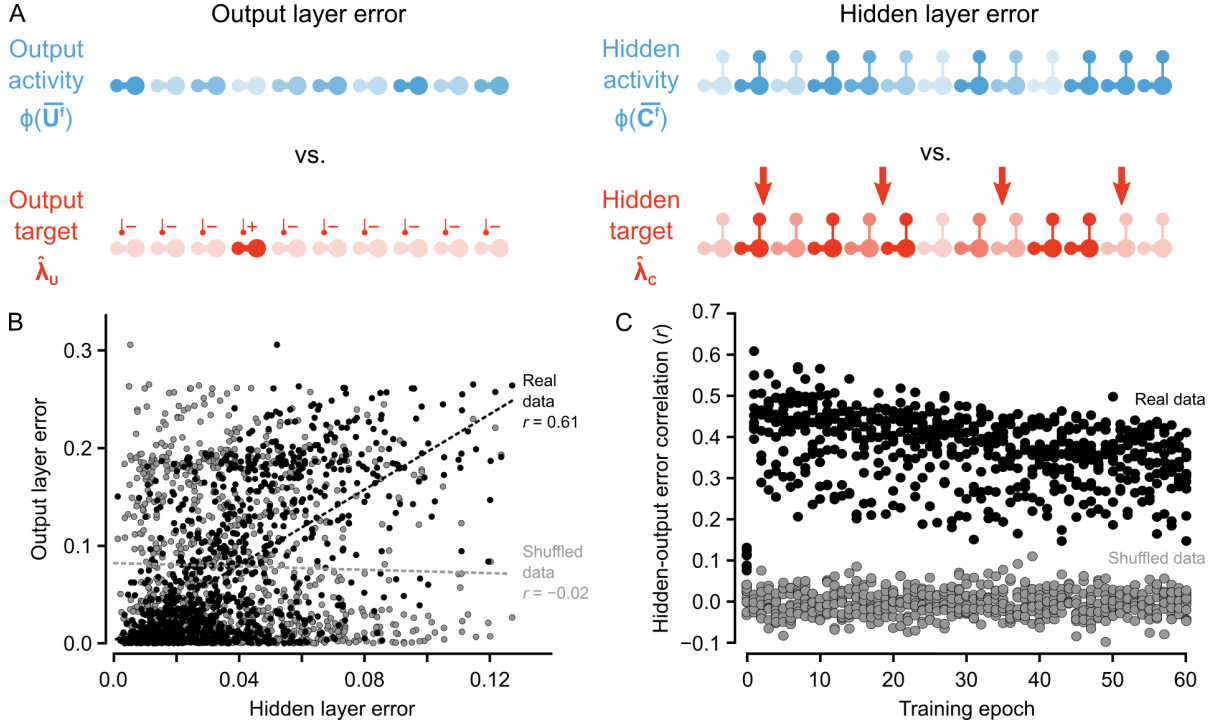 A
Output layer error
Hidden layer error
Output
activity
ϕ(U̅ᶠ)
Hidden
activity
ϕ(C̅ᶠ)
vs.
vs.
Output
target
λ̂ᵤ
– – – + – – – – – –
Hidden
target
λ̂c
B
Output layer error
0.3
0.2
0.1
0.0
0.0
0.04
0.08
0.12
Hidden layer error
Real
data
r = 0.61
Shuffled
data
r = −0.02
C
Hidden-output error correlation (r)
0.7
0.6
0.5
0.4
0.3
0.2
0.1
0.0
−0.1
0
10
20
30
40
50
60
Training epoch
Real data
Shuffled data